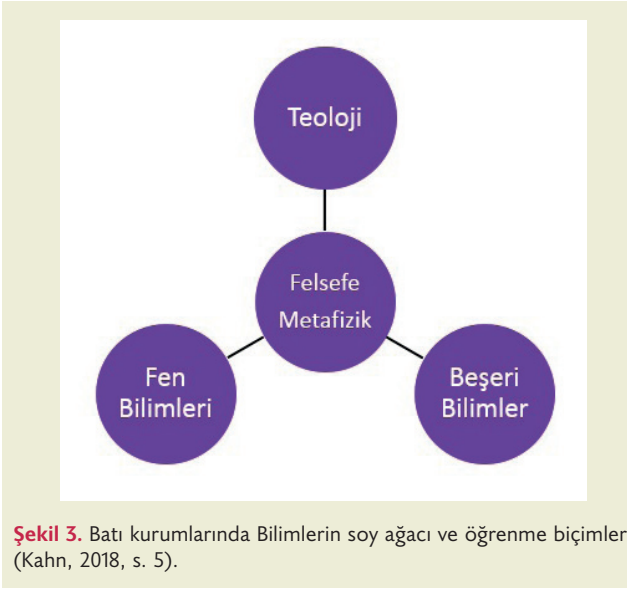 Teoloji
Felsefe
Metafizik
Fen
Bilimleri
Beşeri
Bilimler
Şekil 3. Batı kurumlarında Bilimlerin soy ağacı ve öğrenme biçimler
(Kahn, 2018, s. 5).